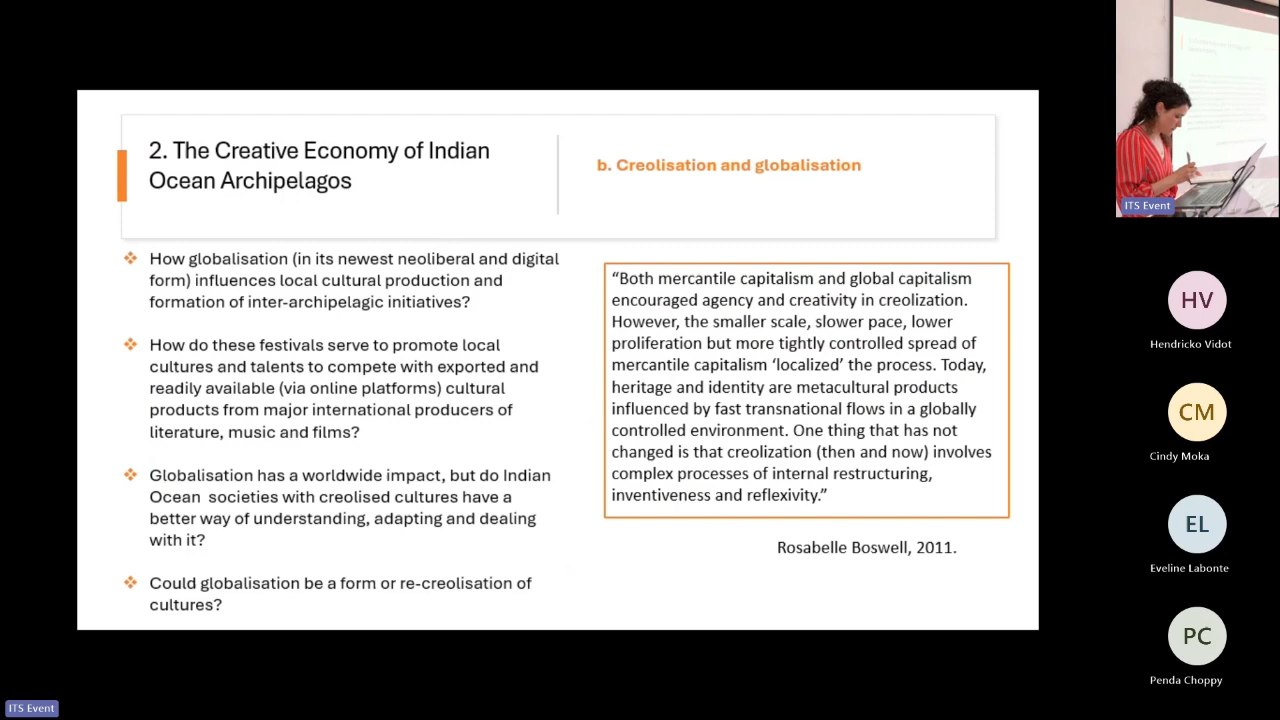 2. The Creative Economy of Indian
Ocean Archipelagos
b. Creolisation and globalisation
❖ How globalisation (in its newest neoliberal and digital
form) influences local cultural production and
formation of inter-archipelagic initiatives?
❖ How do these festivals serve to promote local
cultures and talents to compete with exported and
readily available (via online platforms) cultural
products from major international producers of
literature, music and films?
❖ Globalisation has a worldwide impact, but do Indian
Ocean societies with creolised cultures have a
better way of understanding, adapting and dealing
with it?
❖ Could globalisation be a form or re-creolisation of
cultures?
“Both mercantile capitalism and global capitalism
encouraged agency and creativity in creolization.
However, the smaller scale, slower pace, lower
proliferation but more tightly controlled spread of
mercantile capitalism ‘localized’ the process. Today,
heritage and identity are metacultural products
influenced by fast transnational flows in a globally
controlled environment. One thing that has not
changed is that creolization (then and now) involves
complex processes of internal restructuring,
inventiveness and reflexivity.”
Rosabelle Boswell, 2011.
ITS Event
HV
Hendricko Vidot
CM
Cindy Moka
EL
Eveline Labonte
PC
Penda Choppy
ITS Event